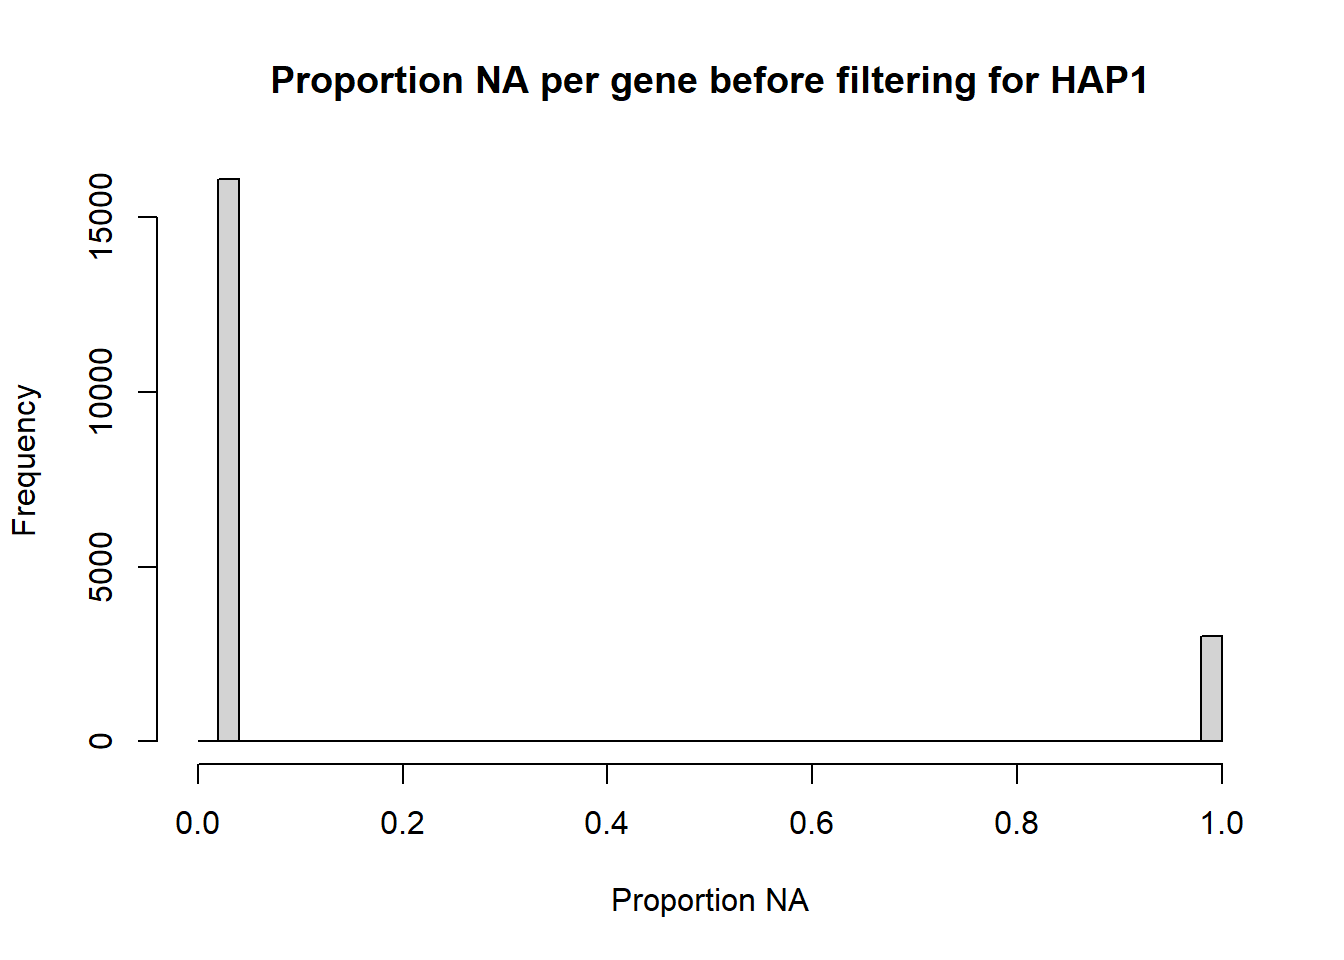 Proportion NA per gene before filtering for HAP1
15000
10000
5000
0
Frequency
0.0 0.2 0.4 0.6 0.8 1.0
Proportion NA